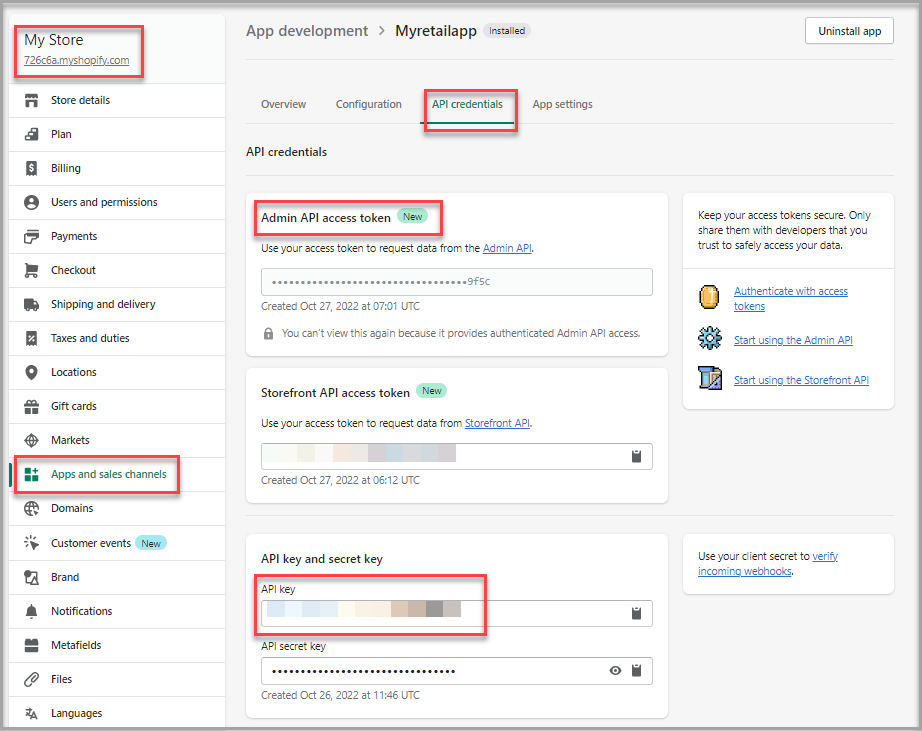 My Store
726c6a.myshopify.com
Store details
Plan
Billing
Users and permissions
Payments
Checkout
Shipping and delivery
Taxes and duties
Locations
Gift cards
Markets
Apps and sales channels
Domains
Customer events New
Brand
Notifications
Metafields
Files
Languages
App development > Myretailapp Installed
Uninstall app
Overview Configuration API credentials App settings
API credentials
Admin API access token New
Use your access token to request data from the Admin API.
••••••••••••••••••••••••••••••••••9f5c
Created Oct 27, 2022 at 07:01 UTC
You can't view this again because it provides authenticated Admin API access.
Storefront API access token New
Use your access token to request data from Storefront API.
Created Oct 27, 2022 at 06:12 UTC
API key and secret key
API key
API secret key
••••••••••••••••••••••••••••••••
Created Oct 26, 2022 at 11:46 UTC
Keep your access tokens secure. Only
share them with developers that you
trust to safely access your data.
Authenticate with access
tokens
Start using the Admin API
Start using the Storefront API
Use your client secret to verify
incoming webhooks.